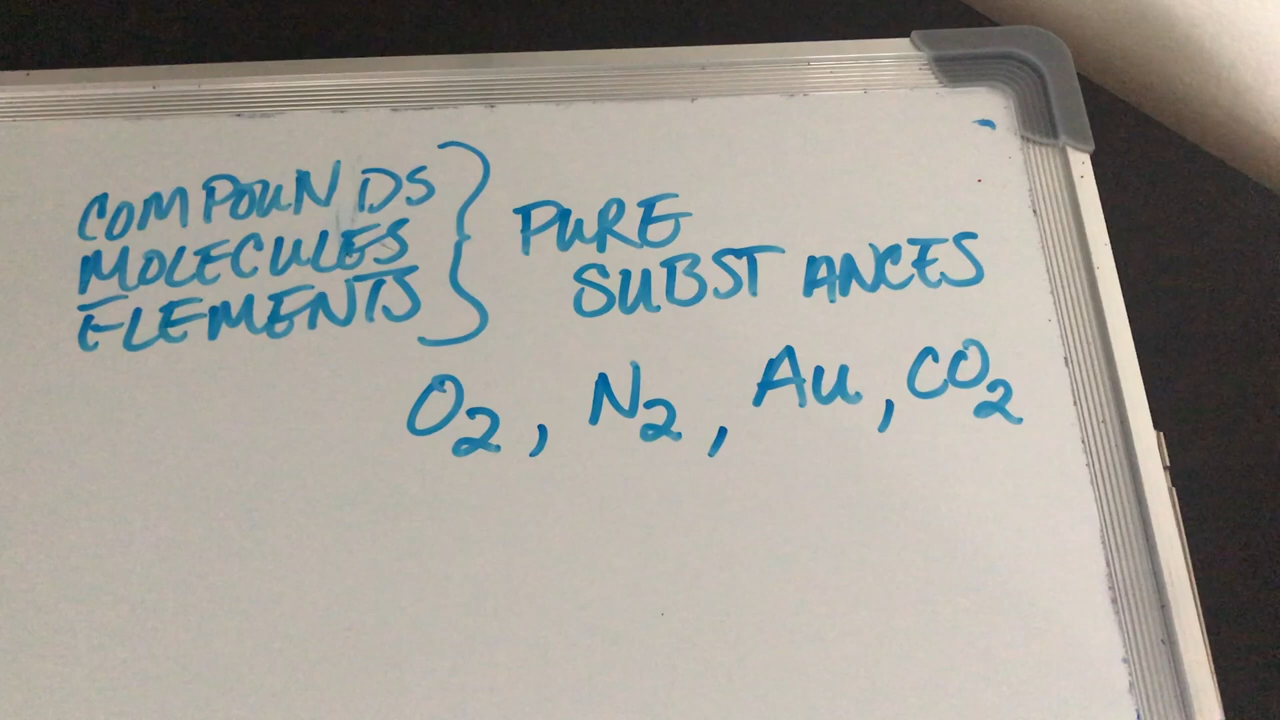 COMPOUNDS
MOLECULES
ELEMENTS
PURE
SUBSTANCES
O₂, N₂, Au, CO₂